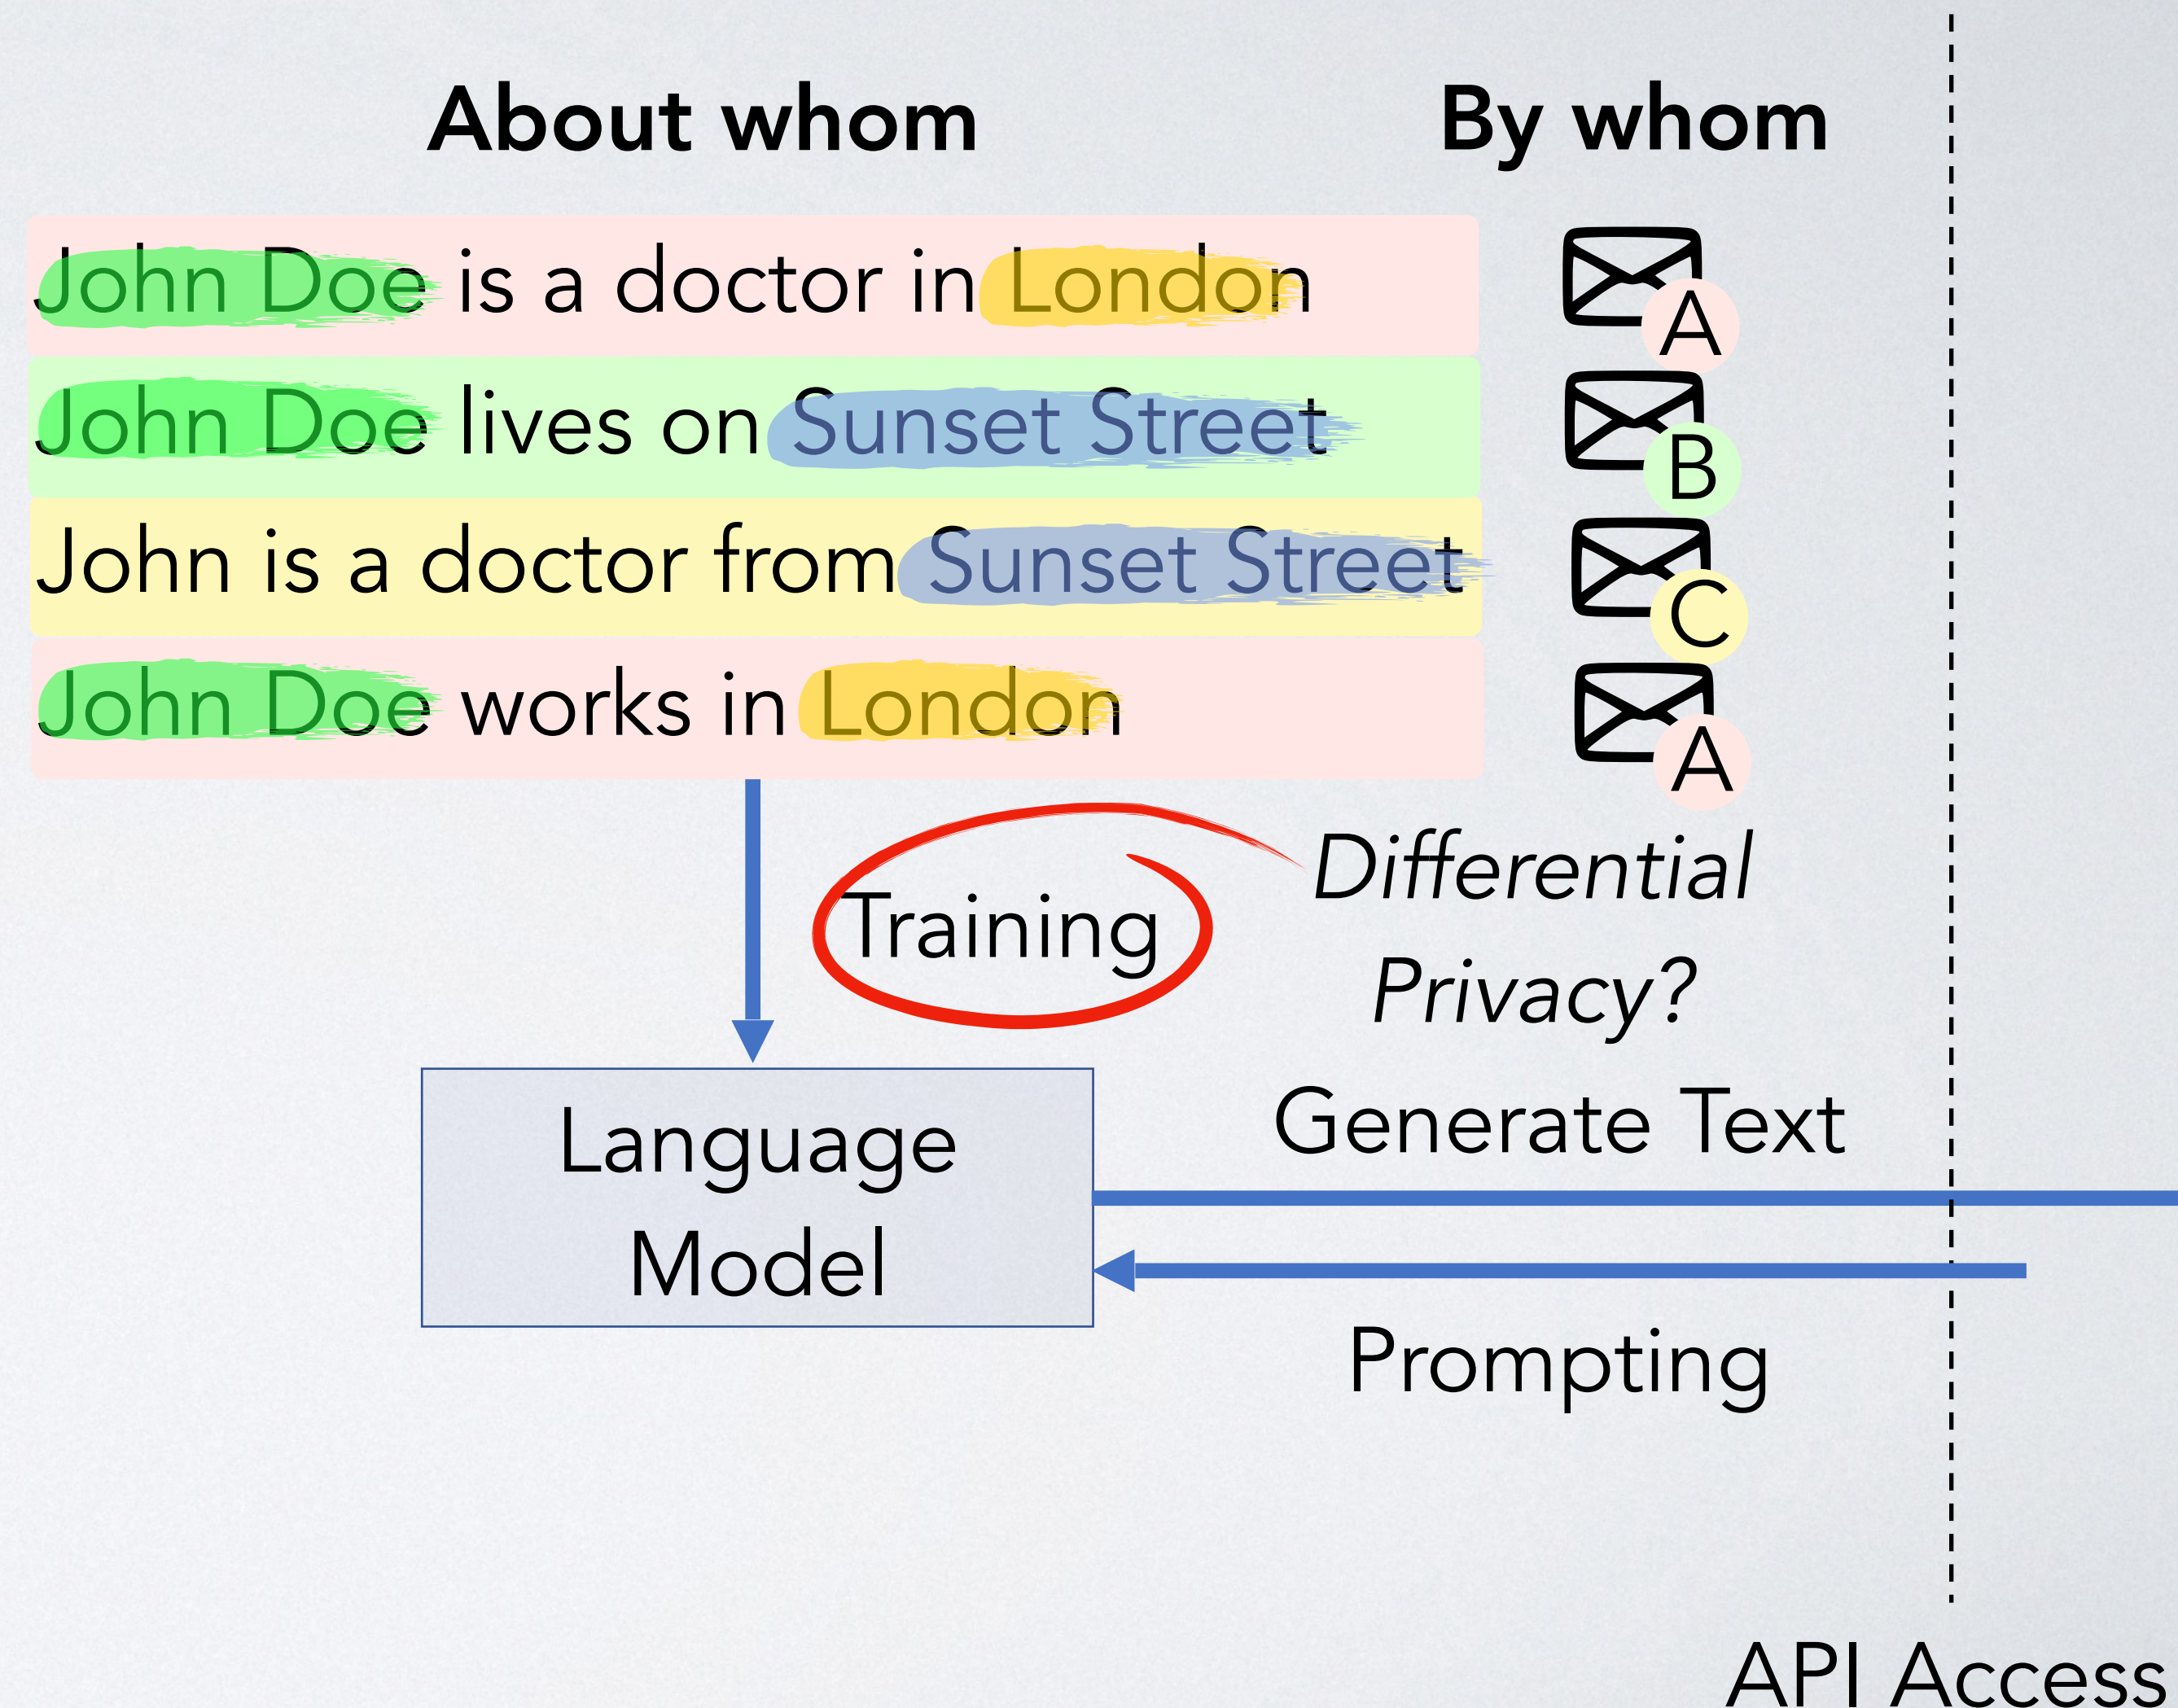 About whom
By whom
John Doe is a doctor in London
A
John Doe lives on Sunset Street
B
John is a doctor from Sunset Street
C
John Doe works in London
A
Training
Differential
Privacy?
Language
Model
Generate Text
Prompting
API Access